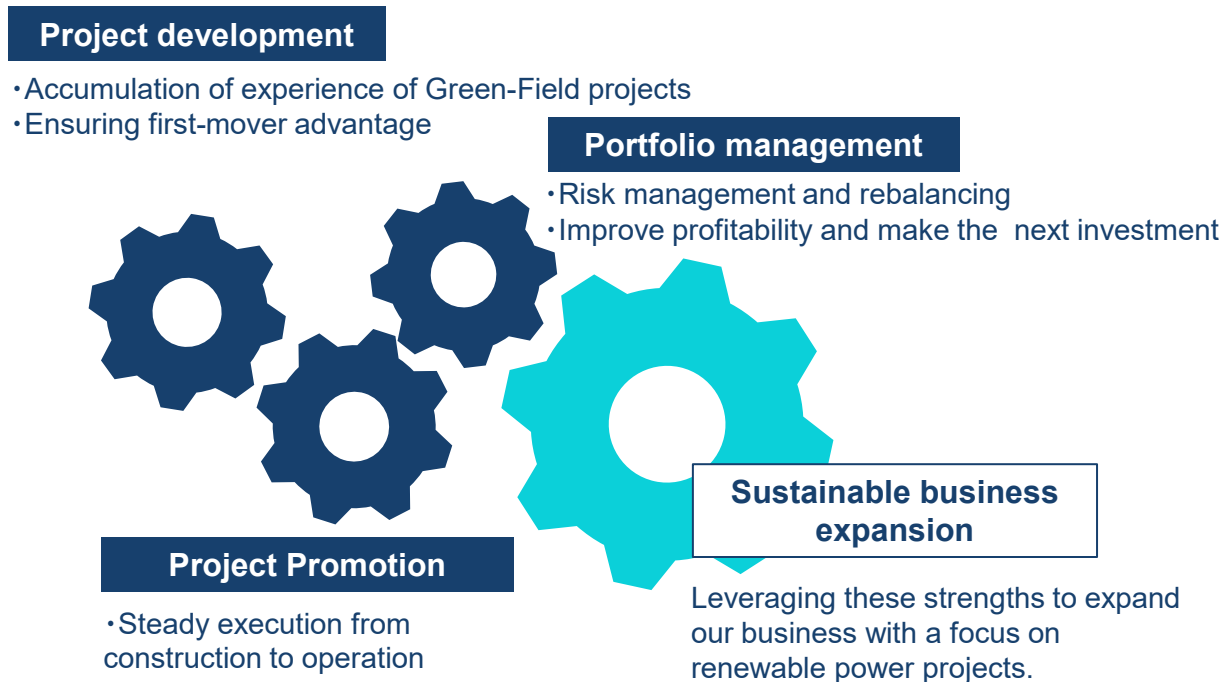 Project development
・Accumulation of experience of Green-Field projects
・Ensuring first-mover advantage
Portfolio management
・Risk management and rebalancing
・Improve profitability and make the  next investment
Project Promotion
・Steady execution from
construction to operation
Sustainable business
expansion
Leveraging these strengths to expand
our business with a focus on
renewable power projects.